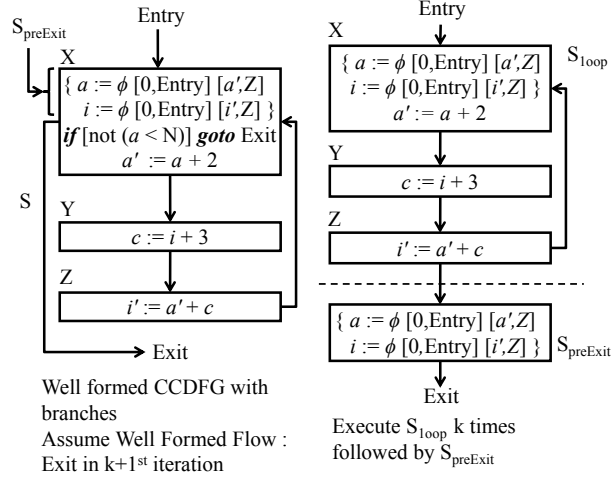 Entry
S_preExit
X
{ a := ϕ [0,Entry] [a′,Z]
i := ϕ [0,Entry] [i′,Z] }
if [not (a < N)] goto Exit
a′ := a + 2
S
Y
c := i + 3
Z
i′ := a′ + c
Exit
Well formed CCDFG with
branches
Assume Well Formed Flow :
Exit in k+1st iteration
Entry
X
S_loop
{ a := ϕ [0,Entry] [a′,Z]
i := ϕ [0,Entry] [i′,Z] }
a′ := a + 2
Y
c := i + 3
Z
i′ := a′ + c
{ a := ϕ [0,Entry] [a′,Z]
i := ϕ [0,Entry] [i′,Z] }
S_preExit
Exit
Execute S_loop k times
followed by S_preExit